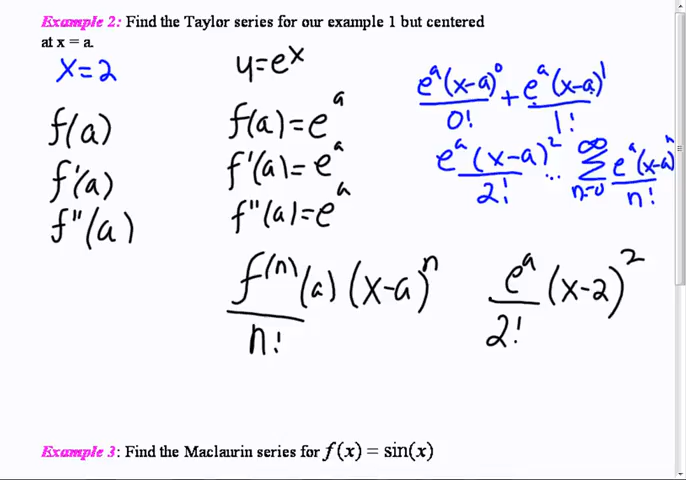 Example 2: Find the Taylor series for our example 1 but centered
at x = a.
x=2
y=e^x
f(a)
f'(a)
f"(a)
f(a)=e^a
f'(a)=e^a
f"(a)=e^a
e^a(x-a)^0/0! + e^a(x-a)^1/1!
e^a(x-a)^2/2! ... ∞∑n=0 e^a(x-a)^n/n!
f^(n)(a)/n! (x-a)^n
e^a/2! (x-2)^2
Example 3: Find the Maclaurin series for f(x) = sin(x)